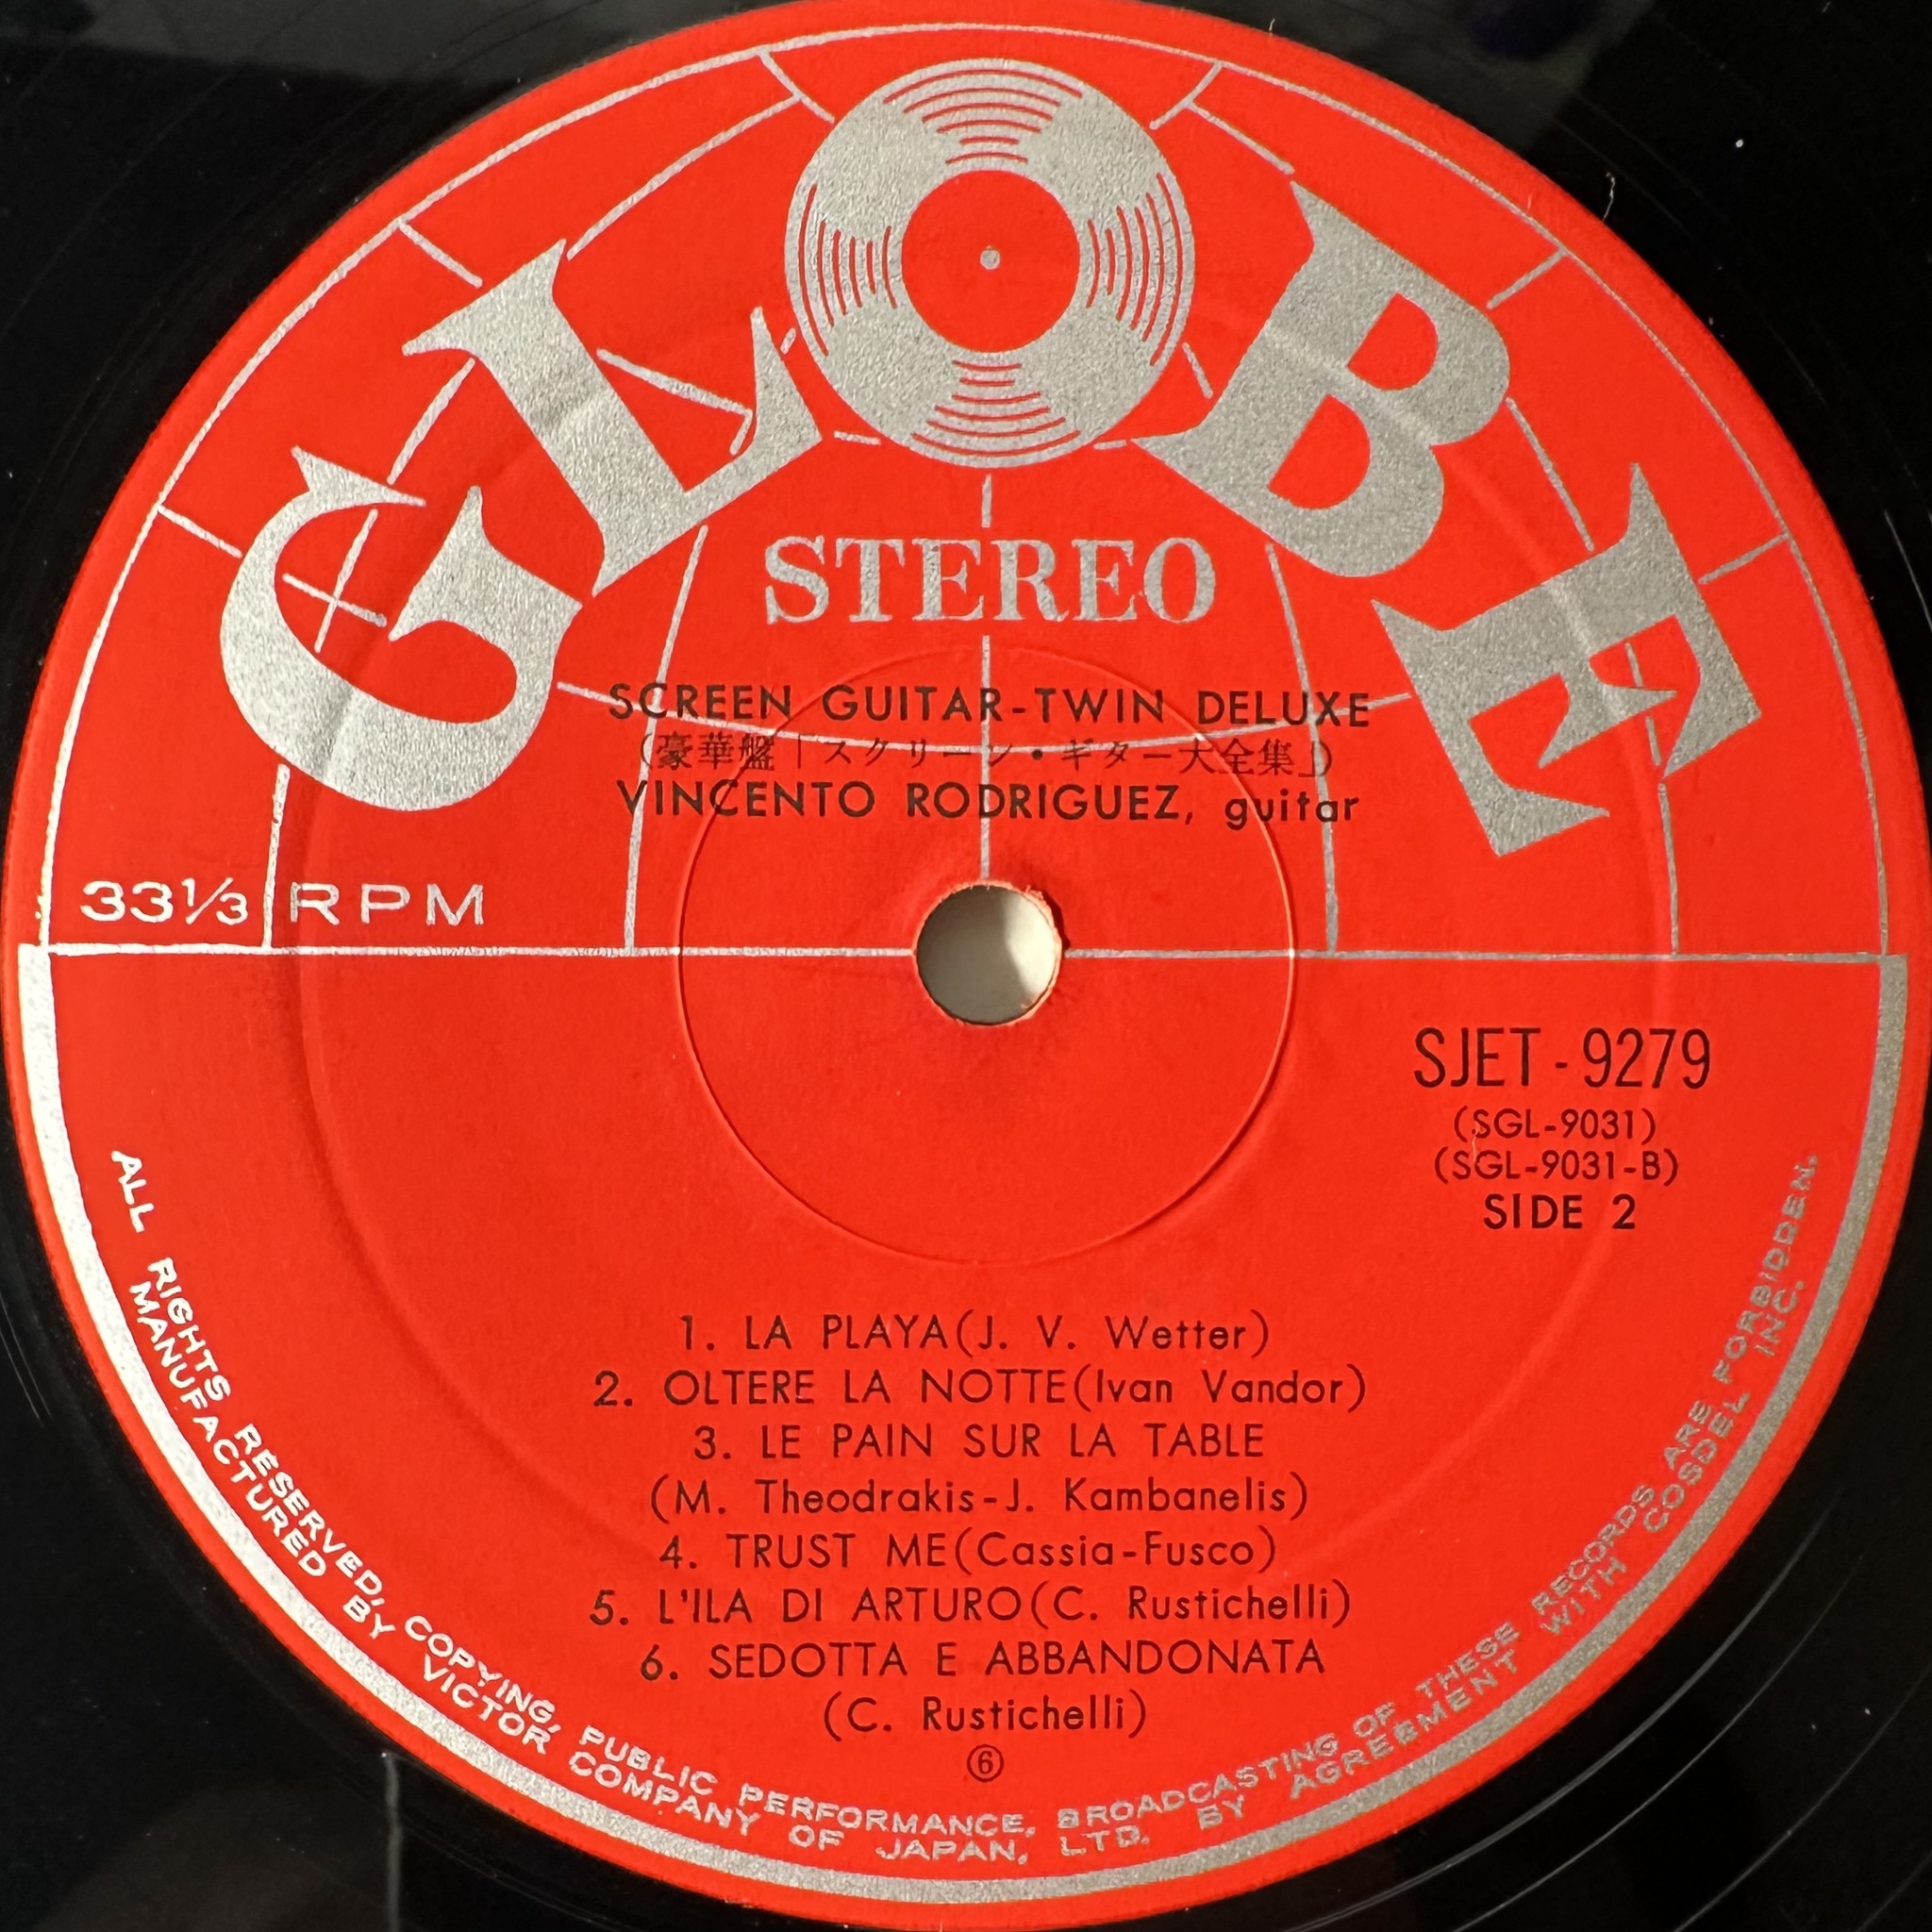 GLOBE
STEREO
SCREEN GUITAR-TWIN DELUXE
(豪華盤「スクリーン・ギター大全集」)
VINCENTO RODRIGUEZ, guitar
33⅓ RPM
SJET-9279
(SGL-9031)
(SGL-9031-B)
SIDE 2
1. LA PLAYA(J. V. Wetter)
2. OLTERE LA NOTTE(Ivan Vandor)
3. LE PAIN SUR LA TABLE
(M. Theodrakis-J. Kambanelis)
4. TRUST ME(Cassia-Fusco)
5. L'ILA DI ARTURO(C. Rustichelli)
6. SEDOTTA E ABBANDONATA
(C. Rustichelli)
⑥
ALL RIGHTS RESERVED, COPYING, PUBLIC PERFORMANCE, BROADCASTING OF THESE RECORDS ARE FORBIDDEN.
MANUFACTURED BY VICTOR COMPANY OF JAPAN, LTD. BY AGREEMENT WITH COSDEL INC.